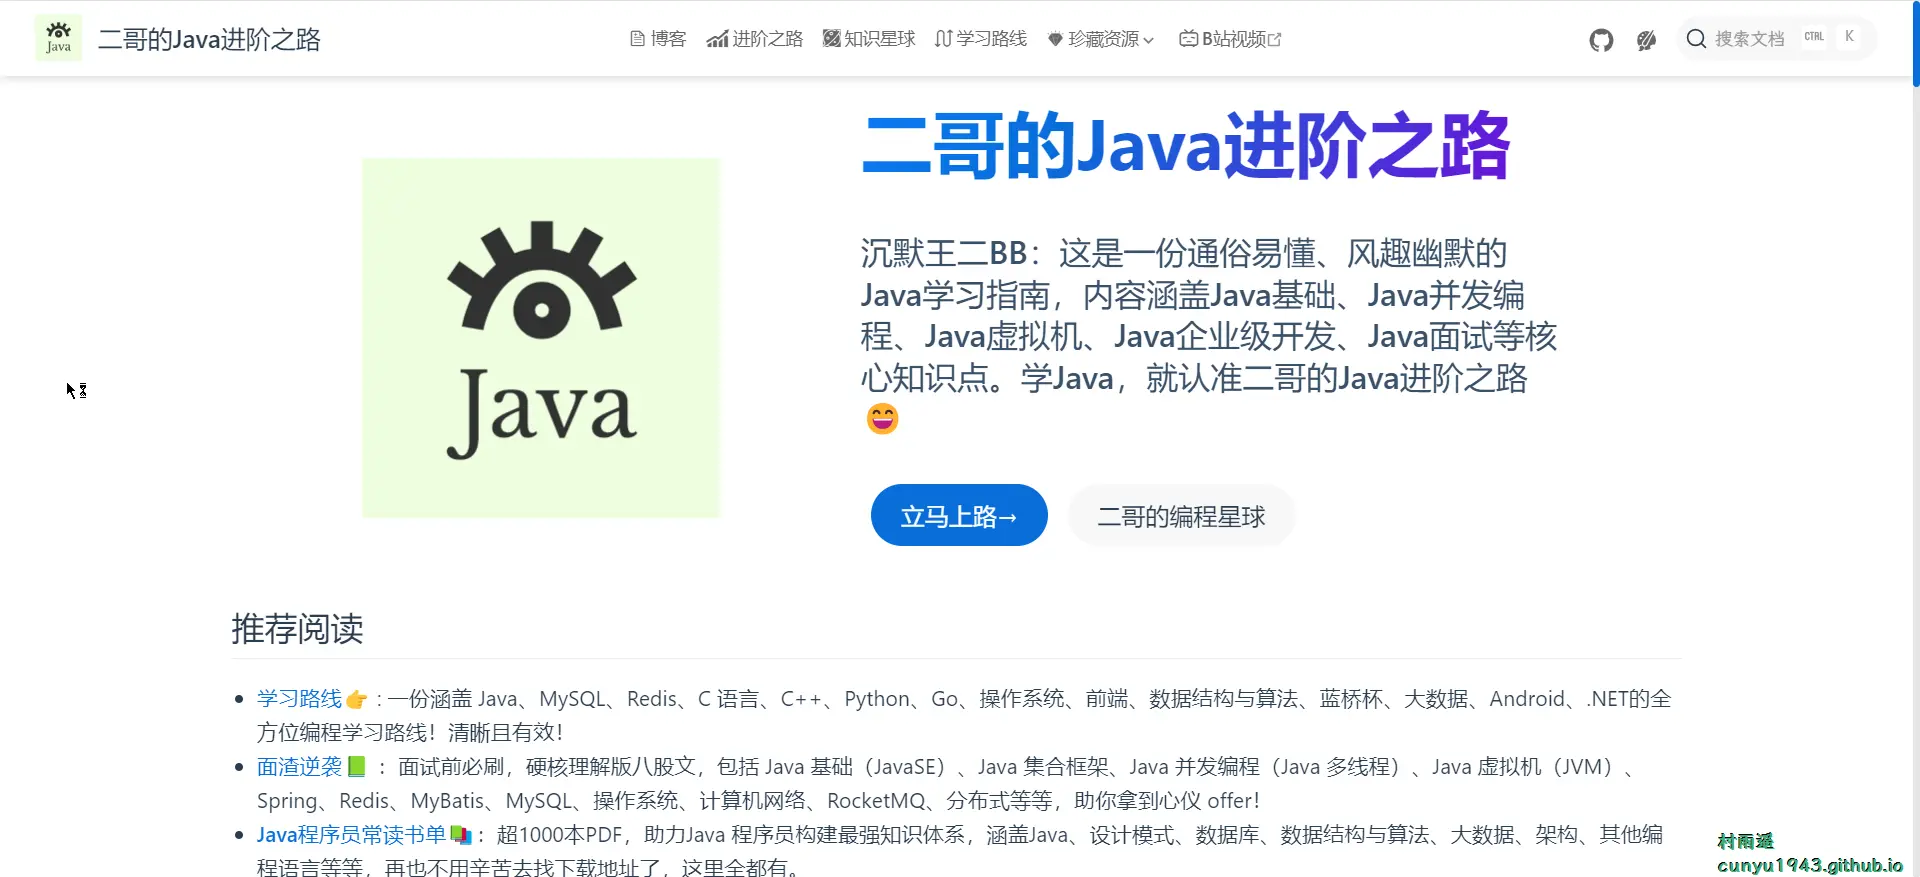 Java
二哥的Java进阶之路
博客
进阶之路
知识星球
学习路线
珍藏资源
B站视频
搜索文档
CTRL
K
二哥的Java进阶之路
Java
沉默王二BB：这是一份通俗易懂、风趣幽默的
Java学习指南，内容涵盖Java基础、Java并发编
程、Java虚拟机、Java企业级开发、Java面试等核
心知识点。学Java，就认准二哥的Java进阶之路
😄
立马上路→
二哥的编程星球
推荐阅读
学习路线👉：一份涵盖 Java、MySQL、Redis、C 语言、C++、Python、Go、操作系统、前端、数据结构与算法、蓝桥杯、大数据、Android、.NET的全
方位编程学习路线！清晰且有效！
面渣逆袭📗 ：面试前必刷，硬核理解版八股文，包括 Java 基础（JavaSE）、Java 集合框架、Java 并发编程（Java 多线程）、Java 虚拟机（JVM）、
Spring、Redis、MyBatis、MySQL、操作系统、计算机网络、RocketMQ、分布式等等，助你拿到心仪 offer！
Java程序员常读书单📚：超1000本PDF，助力Java 程序员构建最强知识体系，涵盖Java、设计模式、数据库、数据结构与算法、大数据、架构、其他编
程语言等等，再也不用辛苦去找下载地址了，这里全都有。
村雨遥
cunyu1943.github.io